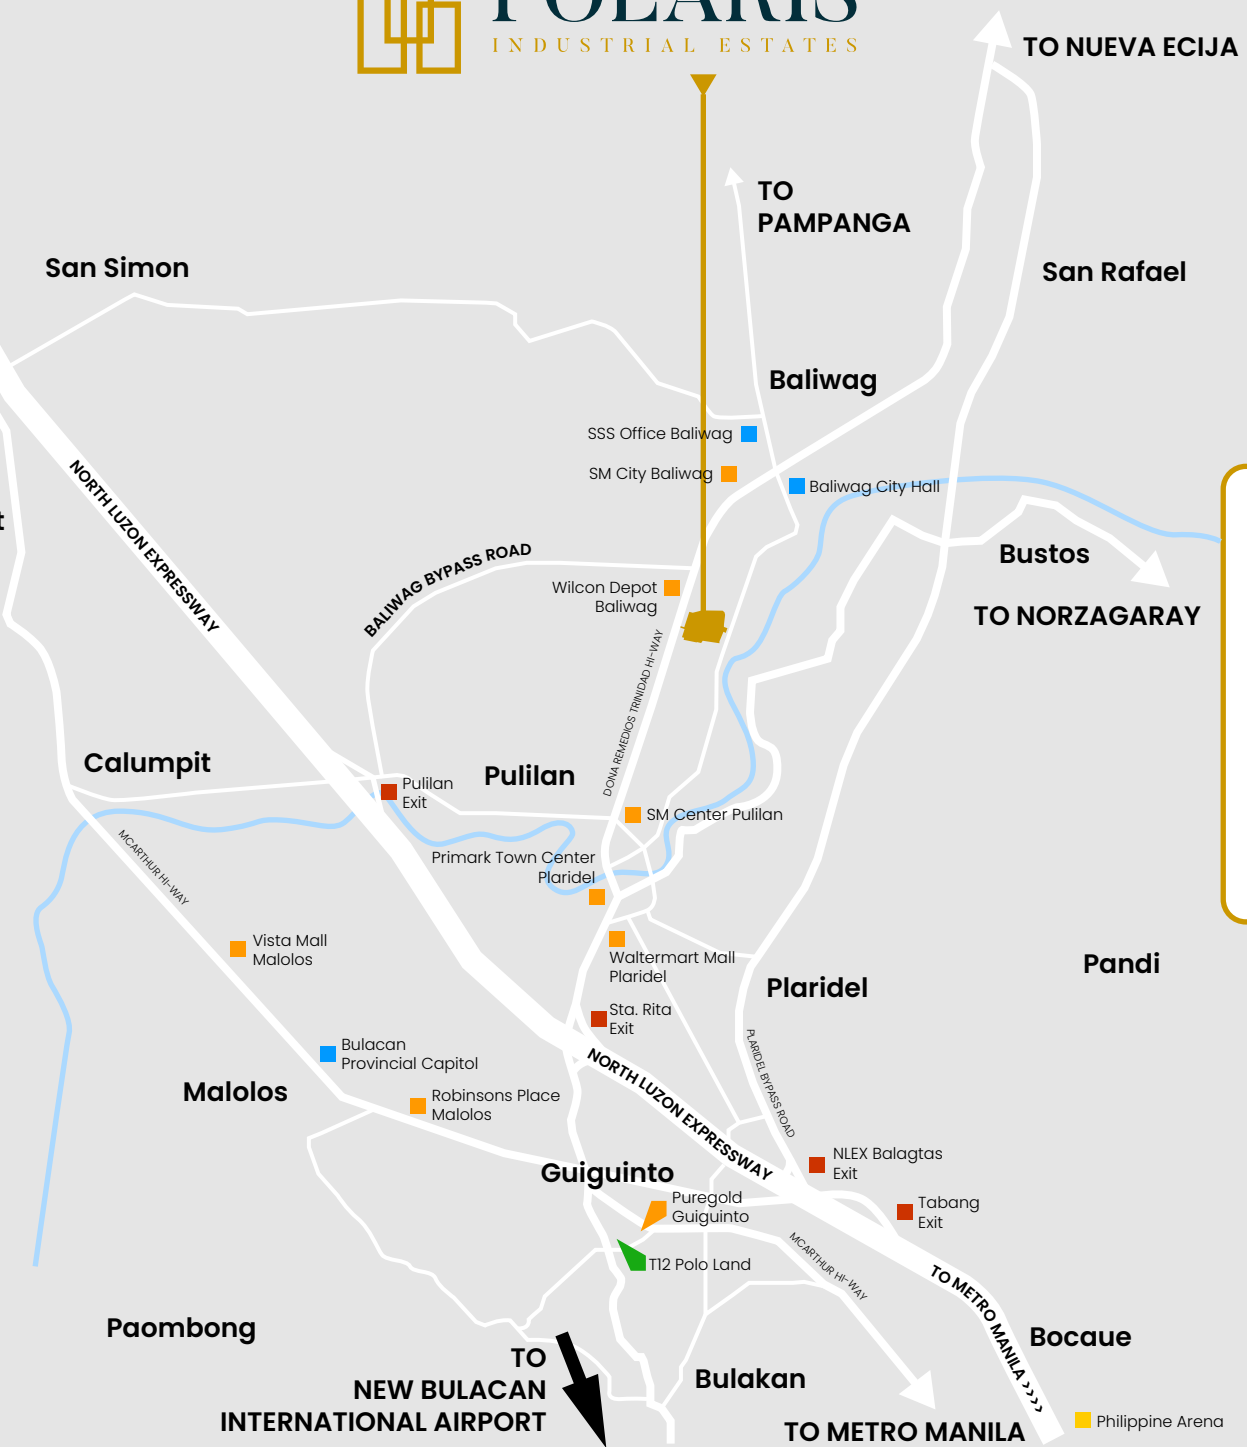 POLARIS
INDUSTRIAL ESTATES
TO NUEVA ECIJA
TO
PAMPANGA
San Simon
San Rafael
Baliwag
SSS Office Baliwag
SM City Baliwag
Baliwag City Hall
NORTH LUZON EXPRESSWAY
t
BALIWAG BYPASS ROAD
Bustos
Wilcon Depot
Baliwag
TO NORZAGARAY
DONA REMEDIOS TRINIDAD HI-WAY
Calumpit
Pulilan
Pulilan
Exit
SM Center Pulilan
MCARTHUR HI-WAY
Primark Town Center
Plaridel
Vista Mall
Malolos
Waltermart Mall
Plaridel
Pandi
Plaridel
Sta. Rita
Exit
Bulacan
Provincial Capitol
PLARIDEL BYPASS ROAD
NORTH LUZON EXPRESSWAY
Malolos
Robinsons Place
Malolos
NLEX Balagtas
Exit
Guiguinto
Puregold
Guiguinto
Tabang
Exit
MCARTHUR HI-WAY
T12 Polo Land
TO METRO MANILA >>>>
Paombong
Bocaue
TO
NEW BULACAN
INTERNATIONAL AIRPORT
Bulakan
TO METRO MANILA
Philippine Arena